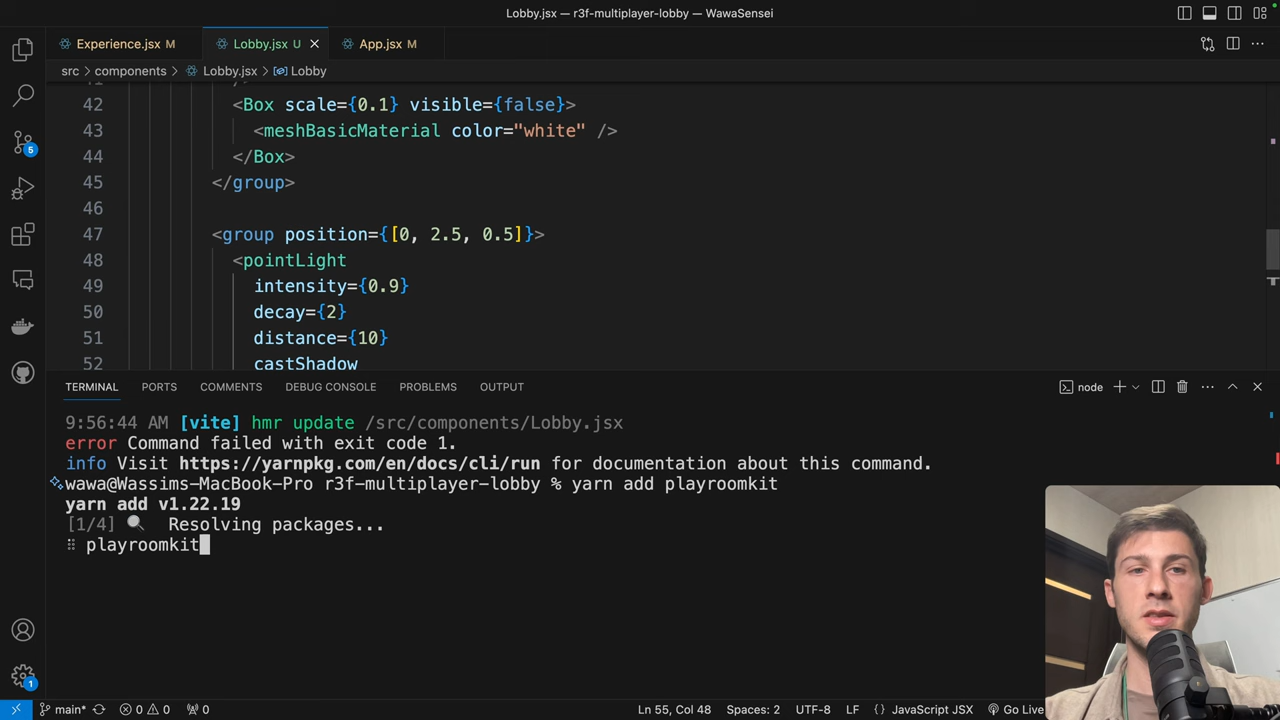 Lobby.jsx — r3f-multiplayer-lobby — WawaSensei
Experience.jsx M
Lobby.jsx U
App.jsx M
src > components > Lobby.jsx > Lobby
42 <Box scale={0.1} visible={false}>
43 <meshBasicMaterial color="white" />
44 </Box>
45 </group>
46
47 <group position={[0, 2.5, 0.5]}>
48 <pointLight
49 intensity={0.9}
50 decay={2}
51 distance={10}
52 castShadow
TERMINAL PORTS COMMENTS DEBUG CONSOLE PROBLEMS OUTPUT
node
9:56:44 AM [vite] hmr update /src/components/Lobby.jsx
error Command failed with exit code 1.
info Visit https://yarnpkg.com/en/docs/cli/run for documentation about this command.
wawa@Wassims-MacBook-Pro r3f-multiplayer-lobby % yarn add playroomkit
yarn add v1.22.19
[1/4] 🔍 Resolving packages...
⠿ playroomkit
5
1
main* 0 0 0
Ln 55, Col 48 Spaces: 2 UTF-8 LF {} JavaScript JSX Go Live